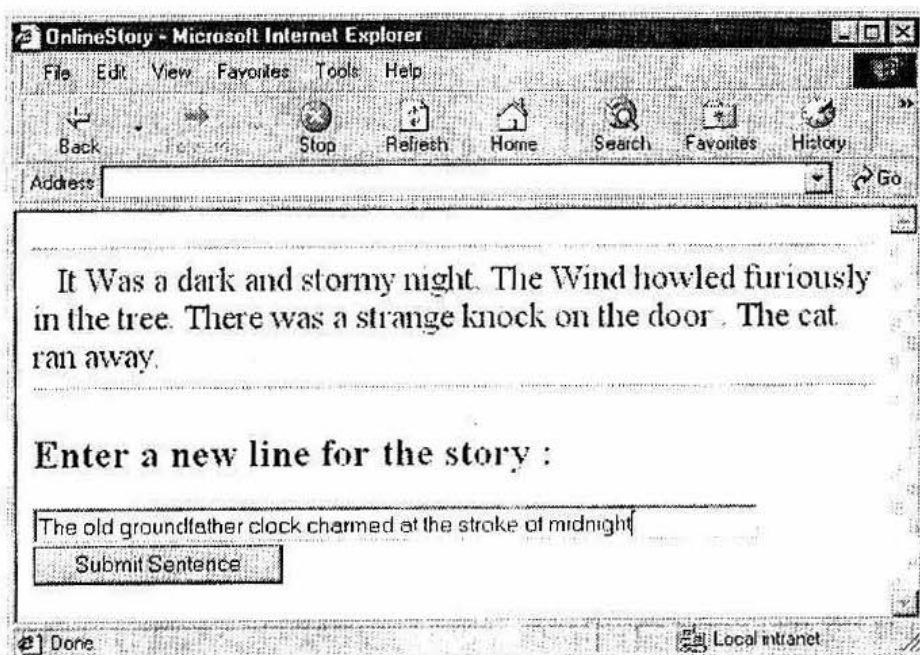 OnlineStory - Microsoft Internet Explorer
File Edit View Favorites Tools Help
Back Stop Refresh Home Search Favorites History »
Address Go
It Was a dark and stormy night. The Wind howled furiously
in the tree. There was a strange knock on the door . The cat
ran away.
Enter a new line for the story :
The old groundfather clock charmed at the stroke of midnight
Submit Sentence
Done Local intranet